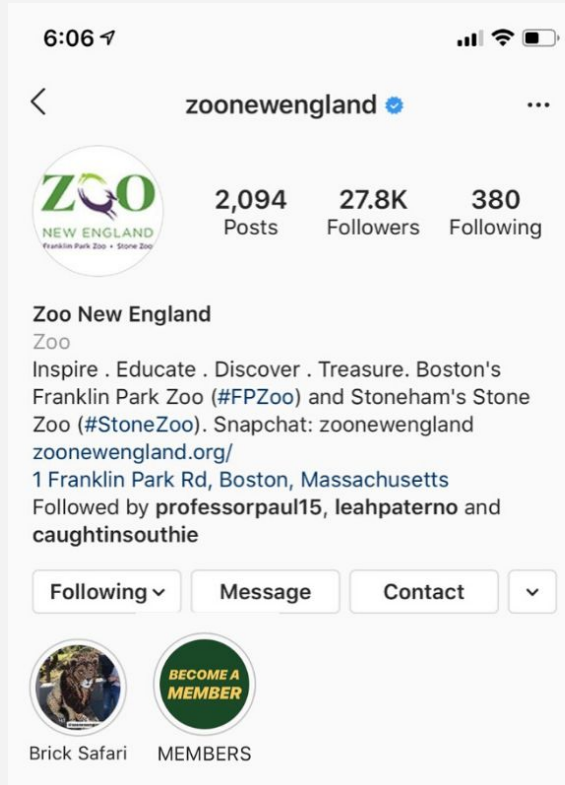 6:06
zoonewengland
2,094
27.8K
380
Posts
Followers
Following
ZOO
NEW ENGLAND
Franklin Park Zoo • Stone Zoo
Zoo New England
Zoo
Inspire . Educate . Discover . Treasure. Boston's
Franklin Park Zoo (#FPZoo) and Stoneham's Stone
Zoo (#StoneZoo). Snapchat: zoonewengland
zoonewengland.org/
1 Franklin Park Rd, Boston, Massachusetts
Followed by professorpaul15, leahpaterno and
caughtinsouthie
Following
Message
Contact
BECOME A
MEMBER
Brick Safari
MEMBERS